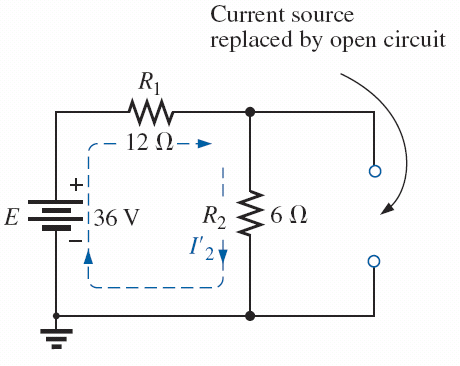 Current source
replaced by open circuit
R1
12 Ω
+
E
36 V
R2
6 Ω
−
I′2